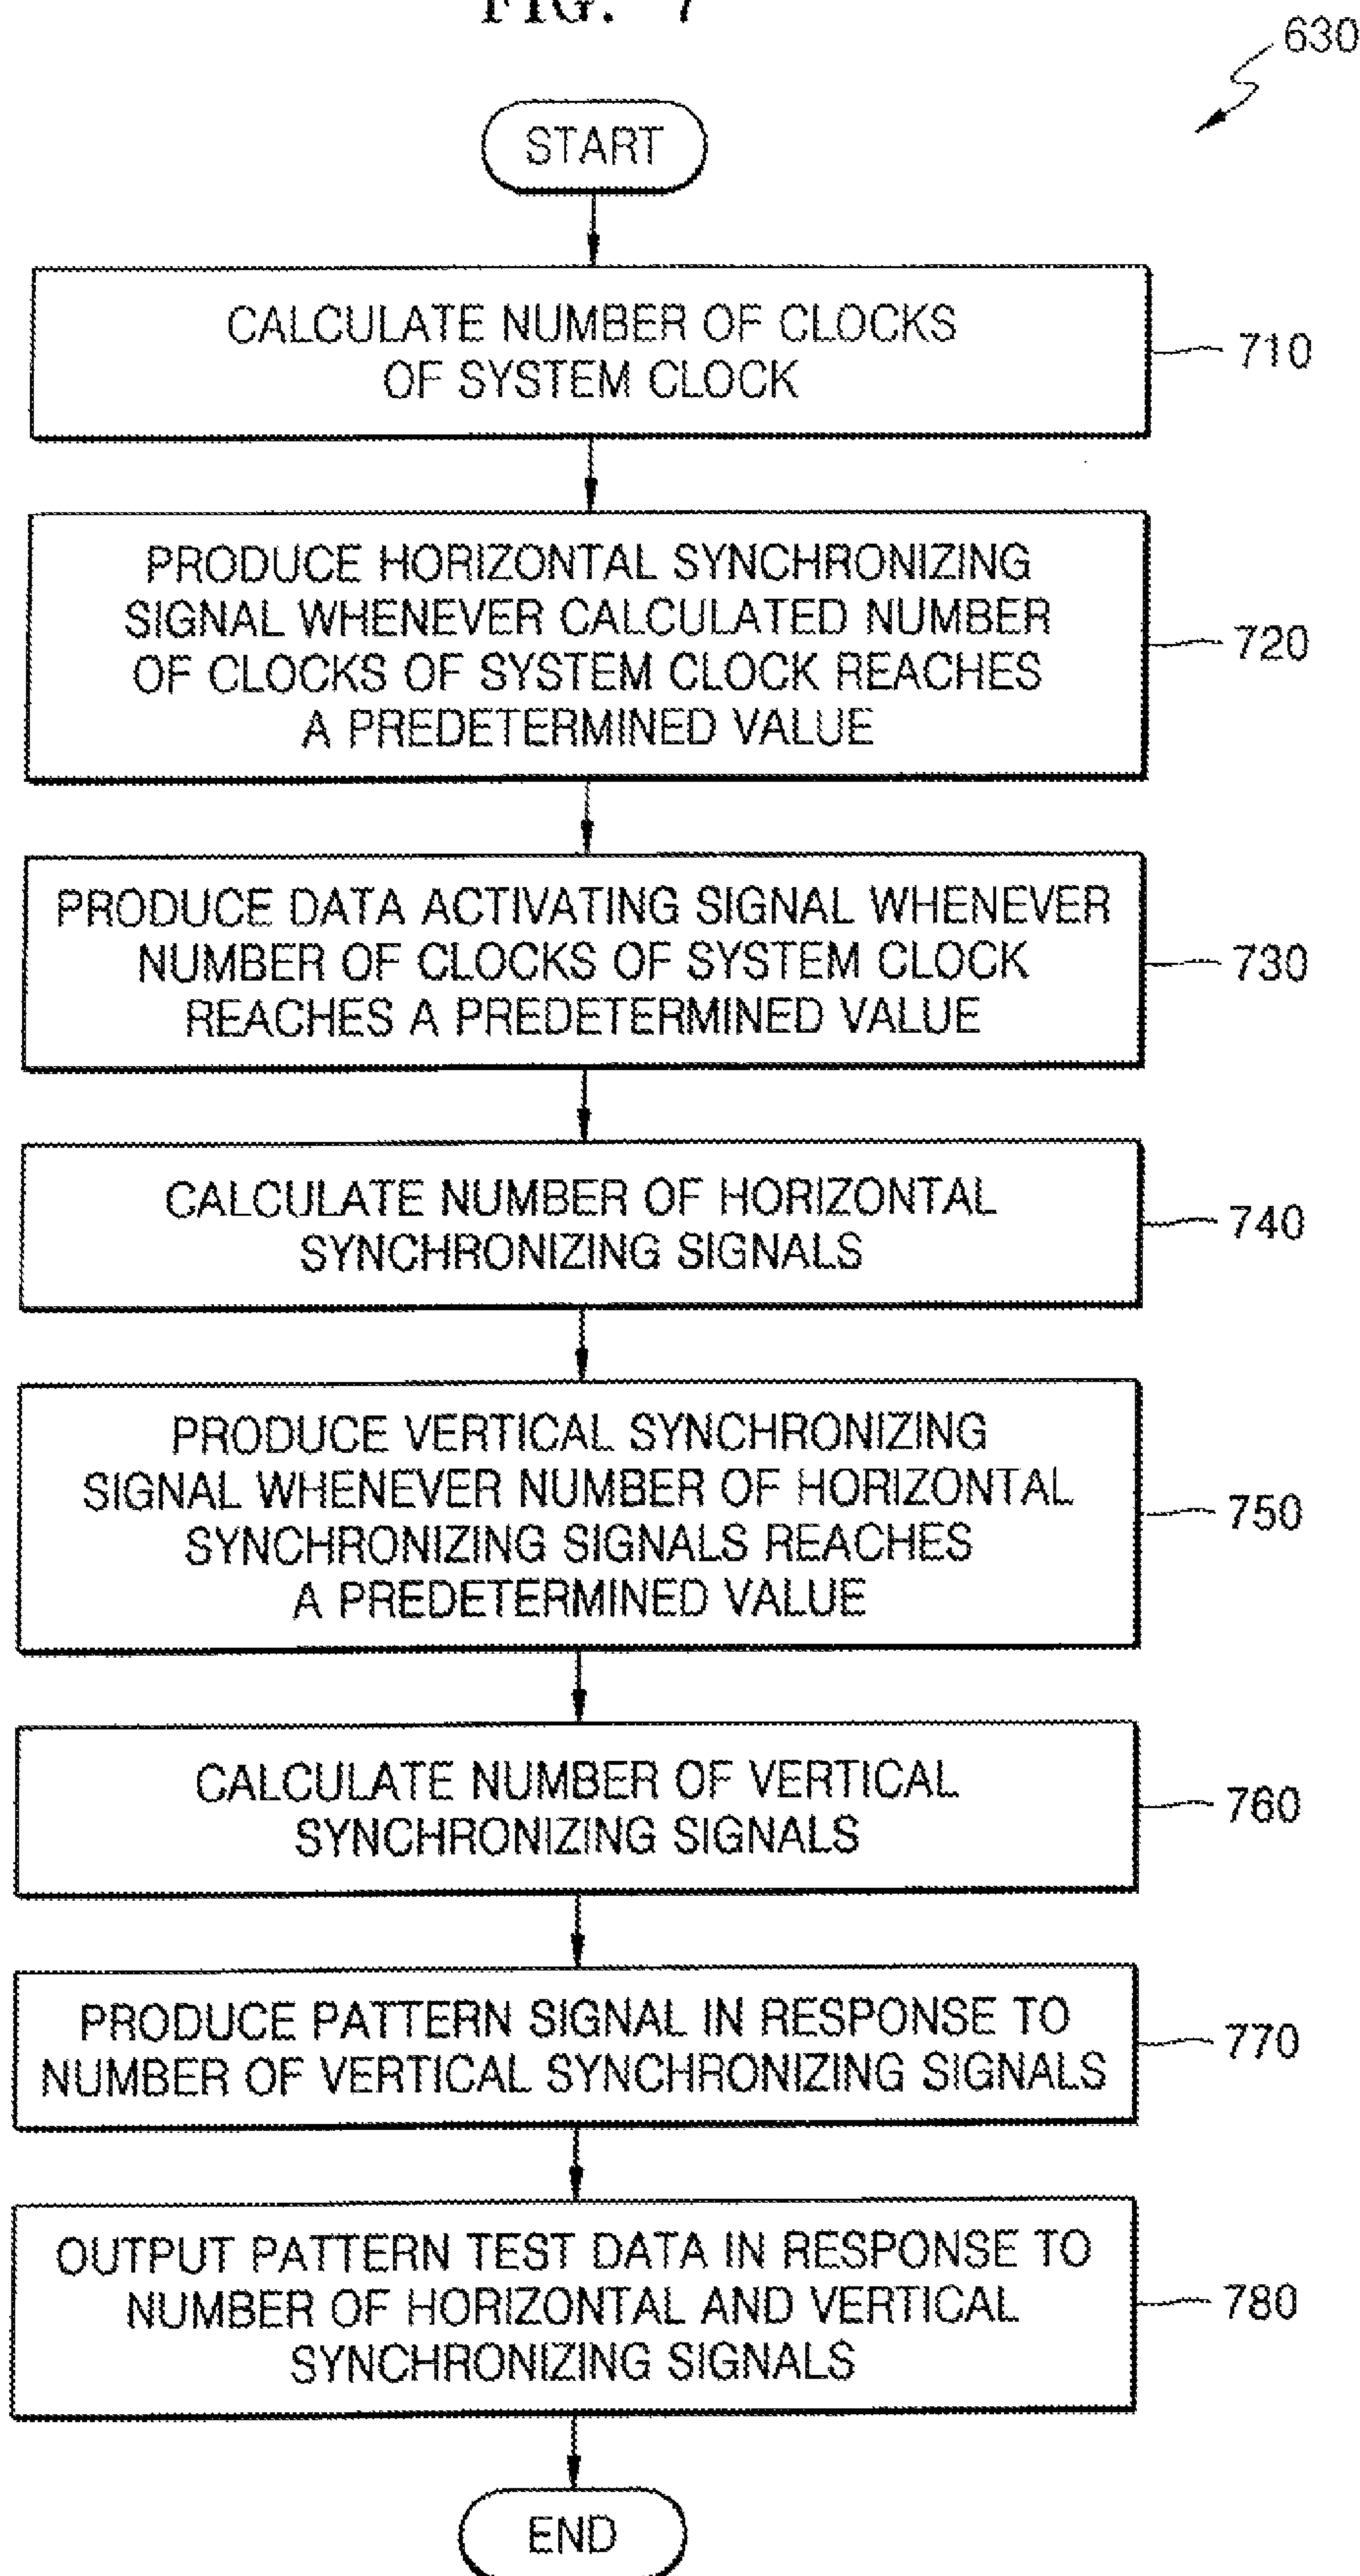 FIG. 7
630
START
CALCULATE NUMBER OF CLOCKS
OF SYSTEM CLOCK
710
PRODUCE HORIZONTAL SYNCHRONIZING
SIGNAL WHENEVER CALCULATED NUMBER
OF CLOCKS OF SYSTEM CLOCK REACHES
A PREDETERMINED VALUE
720
PRODUCE DATA ACTIVATING SIGNAL WHENEVER
NUMBER OF CLOCKS OF SYSTEM CLOCK
REACHES A PREDETERMINED VALUE
730
CALCULATE NUMBER OF HORIZONTAL
SYNCHRONIZING SIGNALS
740
PRODUCE VERTICAL SYNCHRONIZING
SIGNAL WHENEVER NUMBER OF HORIZONTAL
SYNCHRONIZING SIGNALS REACHES
A PREDETERMINED VALUE
750
CALCULATE NUMBER OF VERTICAL
SYNCHRONIZING SIGNALS
760
PRODUCE PATTERN SIGNAL IN RESPONSE TO
NUMBER OF VERTICAL SYNCHRONIZING SIGNALS
770
OUTPUT PATTERN TEST DATA IN RESPONSE TO
NUMBER OF HORIZONTAL AND VERTICAL
SYNCHRONIZING SIGNALS
780
END